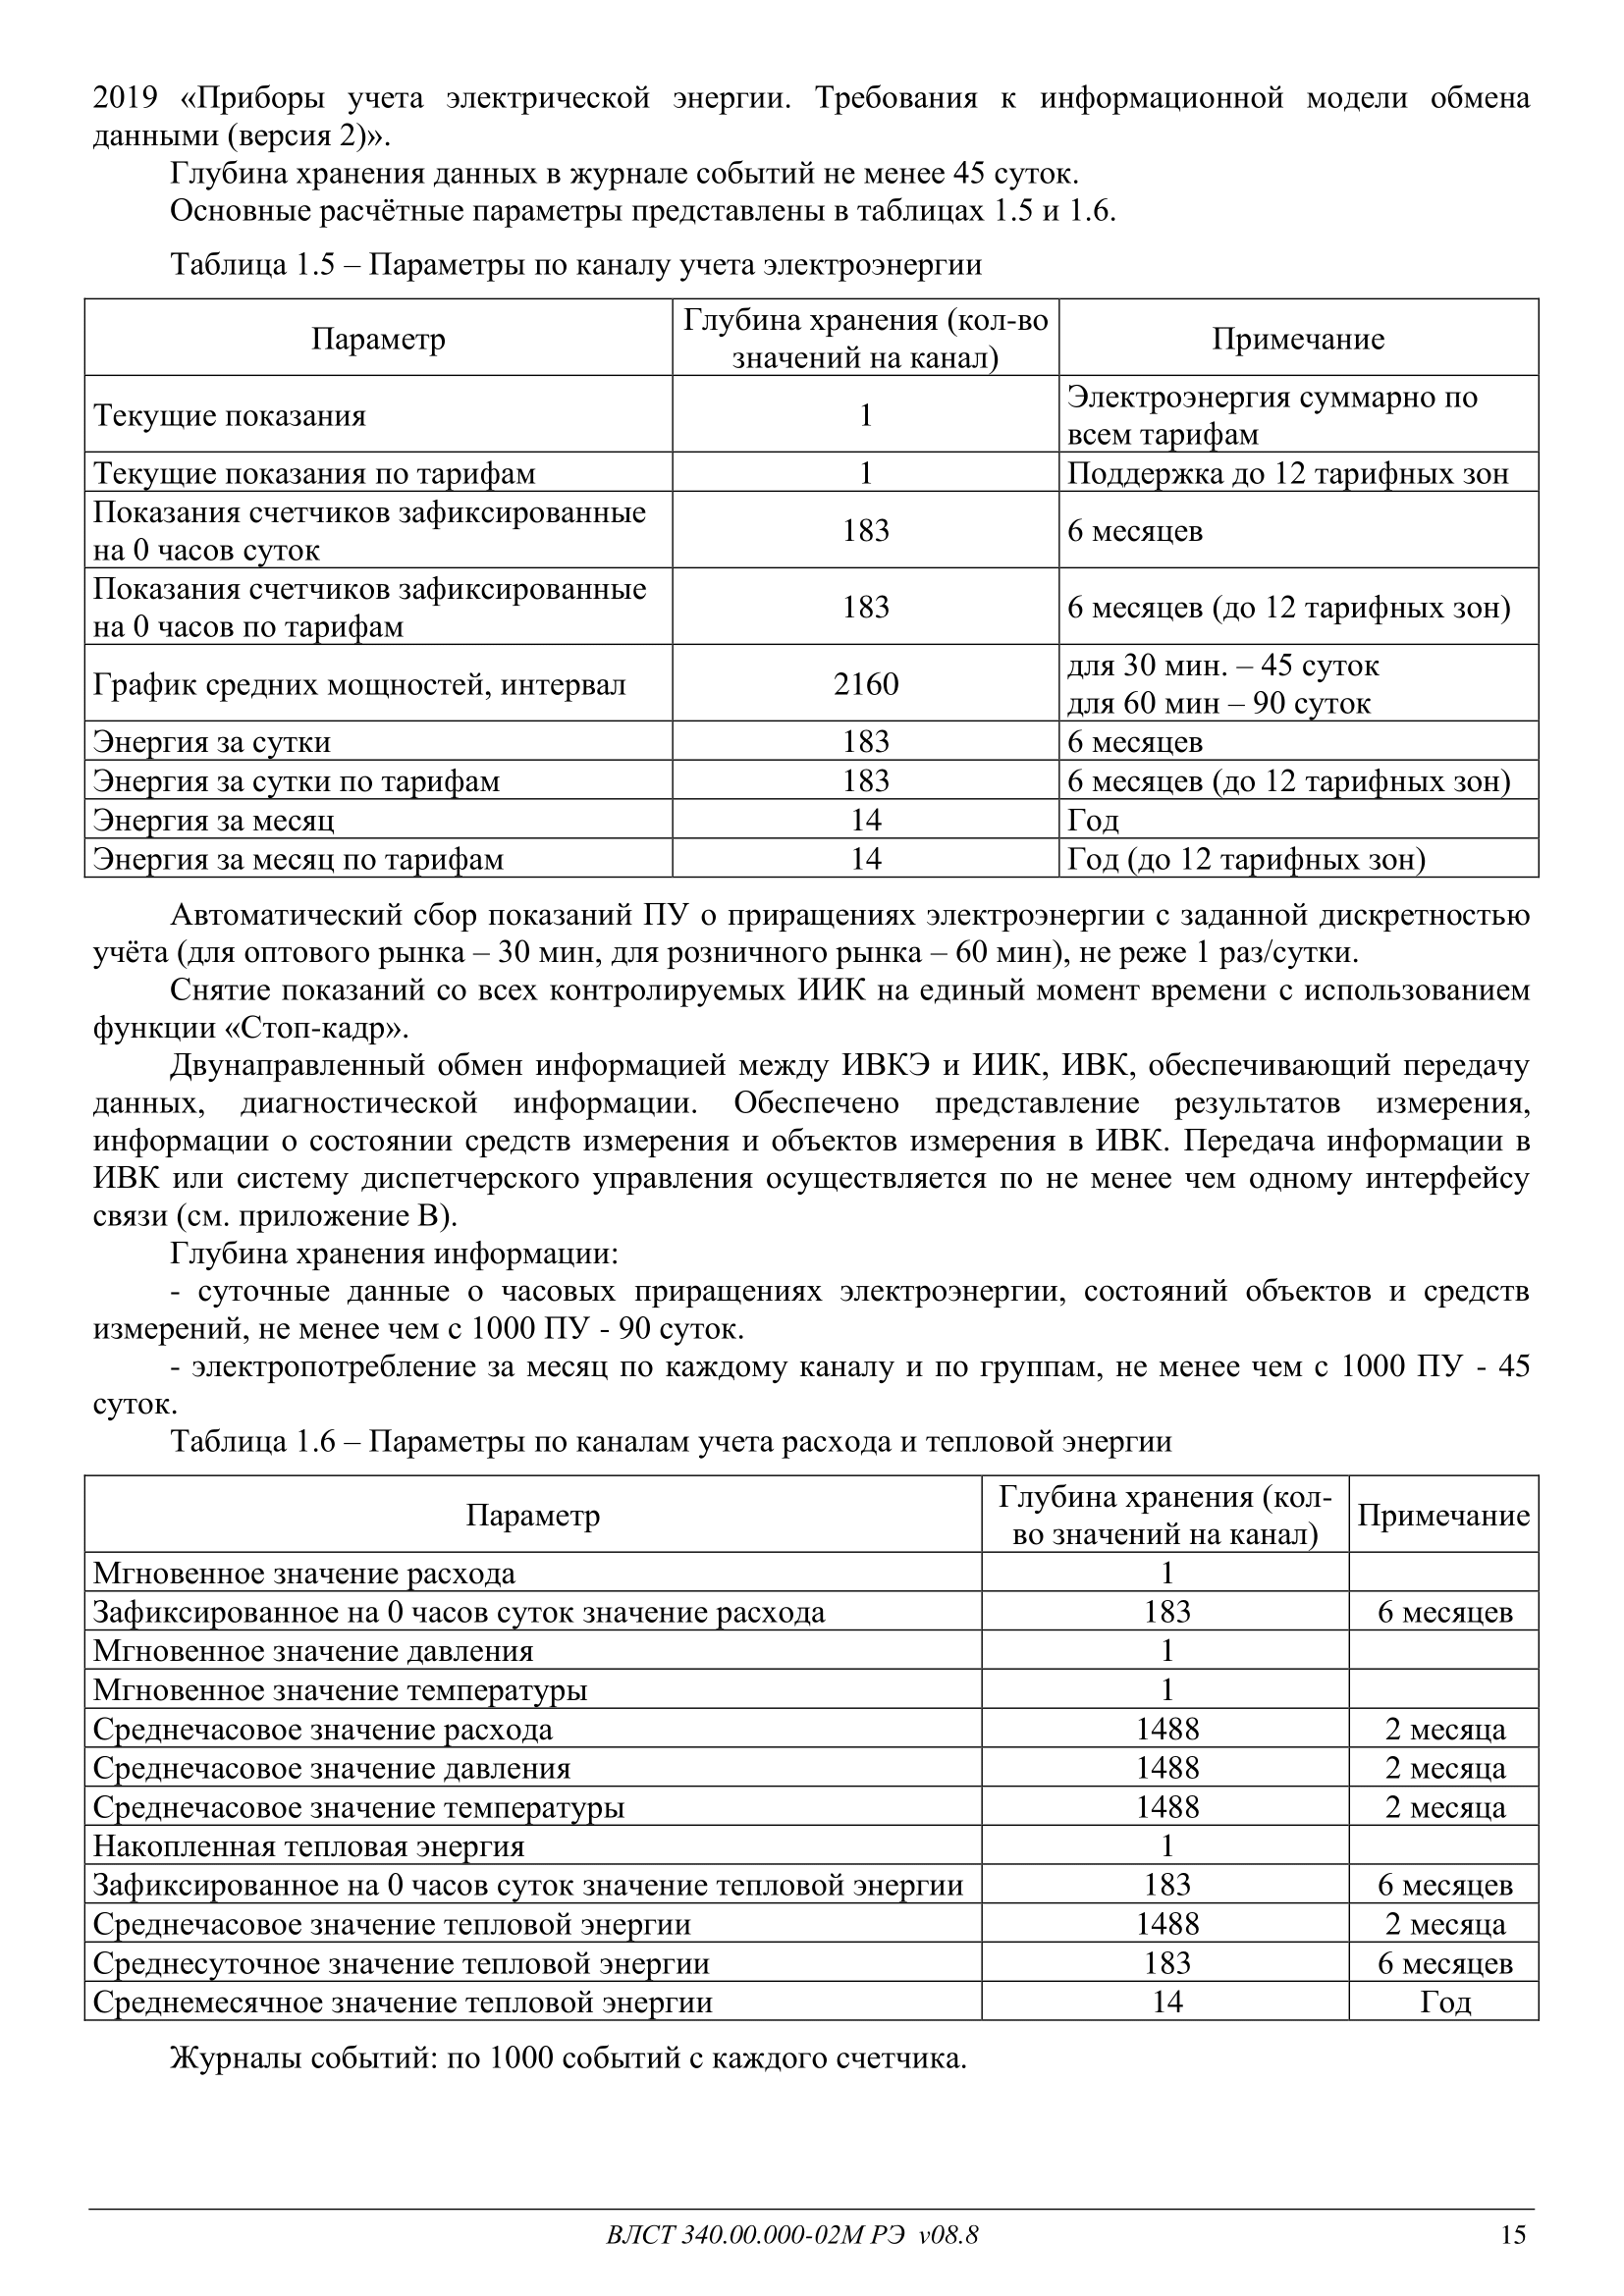 2019 «Приборы учета электрической энергии. Требования к информационной модели обмена
данными (версия 2)».
Глубина хранения данных в журнале событий не менее 45 суток.
Основные расчётные параметры представлены в таблицах 1.5 и 1.6.
Таблица 1.5 – Параметры по каналу учета электроэнергии
Параметр
Глубина хранения (кол-во
значений на канал)
Примечание
Текущие показания
1
Электроэнергия суммарно по
всем тарифам
Текущие показания по тарифам
1
Поддержка до 12 тарифных зон
Показания счетчиков зафиксированные
на 0 часов суток
183
6 месяцев
Показания счетчиков зафиксированные
на 0 часов по тарифам
183
6 месяцев (до 12 тарифных зон)
График средних мощностей, интервал
2160
для 30 мин. – 45 суток
для 60 мин – 90 суток
Энергия за сутки
183
6 месяцев
Энергия за сутки по тарифам
183
6 месяцев (до 12 тарифных зон)
Энергия за месяц
14
Год
Энергия за месяц по тарифам
14
Год (до 12 тарифных зон)
Автоматический сбор показаний ПУ о приращениях электроэнергии с заданной дискретностью
учёта (для оптового рынка – 30 мин, для розничного рынка – 60 мин), не реже 1 раз/сутки.
Снятие показаний со всех контролируемых ИИК на единый момент времени с использованием
функции «Стоп-кадр».
Двунаправленный обмен информацией между ИВКЭ и ИИК, ИВК, обеспечивающий передачу
данных, диагностической информации. Обеспечено представление результатов измерения,
информации о состоянии средств измерения и объектов измерения в ИВК. Передача информации в
ИВК или систему диспетчерского управления осуществляется по не менее чем одному интерфейсу
связи (см. приложение В).
Глубина хранения информации:
- суточные данные о часовых приращениях электроэнергии, состояний объектов и средств
измерений, не менее чем с 1000 ПУ - 90 суток.
- электропотребление за месяц по каждому каналу и по группам, не менее чем с 1000 ПУ - 45
суток.
Таблица 1.6 – Параметры по каналам учета расхода и тепловой энергии
Параметр
Глубина хранения (кол-
во значений на канал)
Примечание
Мгновенное значение расхода
1
Зафиксированное на 0 часов суток значение расхода
183
6 месяцев
Мгновенное значение давления
1
Мгновенное значение температуры
1
Среднечасовое значение расхода
1488
2 месяца
Среднечасовое значение давления
1488
2 месяца
Среднечасовое значение температуры
1488
2 месяца
Накопленная тепловая энергия
1
Зафиксированное на 0 часов суток значение тепловой энергии
183
6 месяцев
Среднечасовое значение тепловой энергии
1488
2 месяца
Среднесуточное значение тепловой энергии
183
6 месяцев
Среднемесячное значение тепловой энергии
14
Год
Журналы событий: по 1000 событий с каждого счетчика.
ВЛСТ 340.00.000-02М РЭ v08.8
15